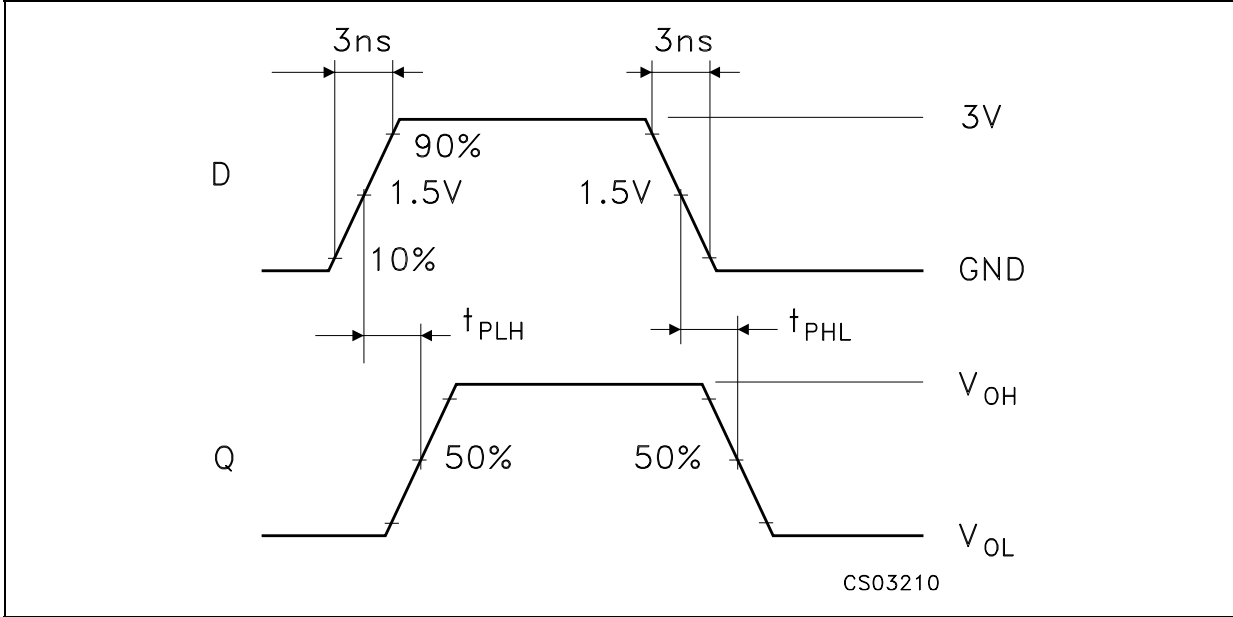 3ns 3ns
3V
90%
D
1.5V 1.5V
10%
GND
tPLH tPHL
VOH
Q
50% 50%
VOL
CS03210